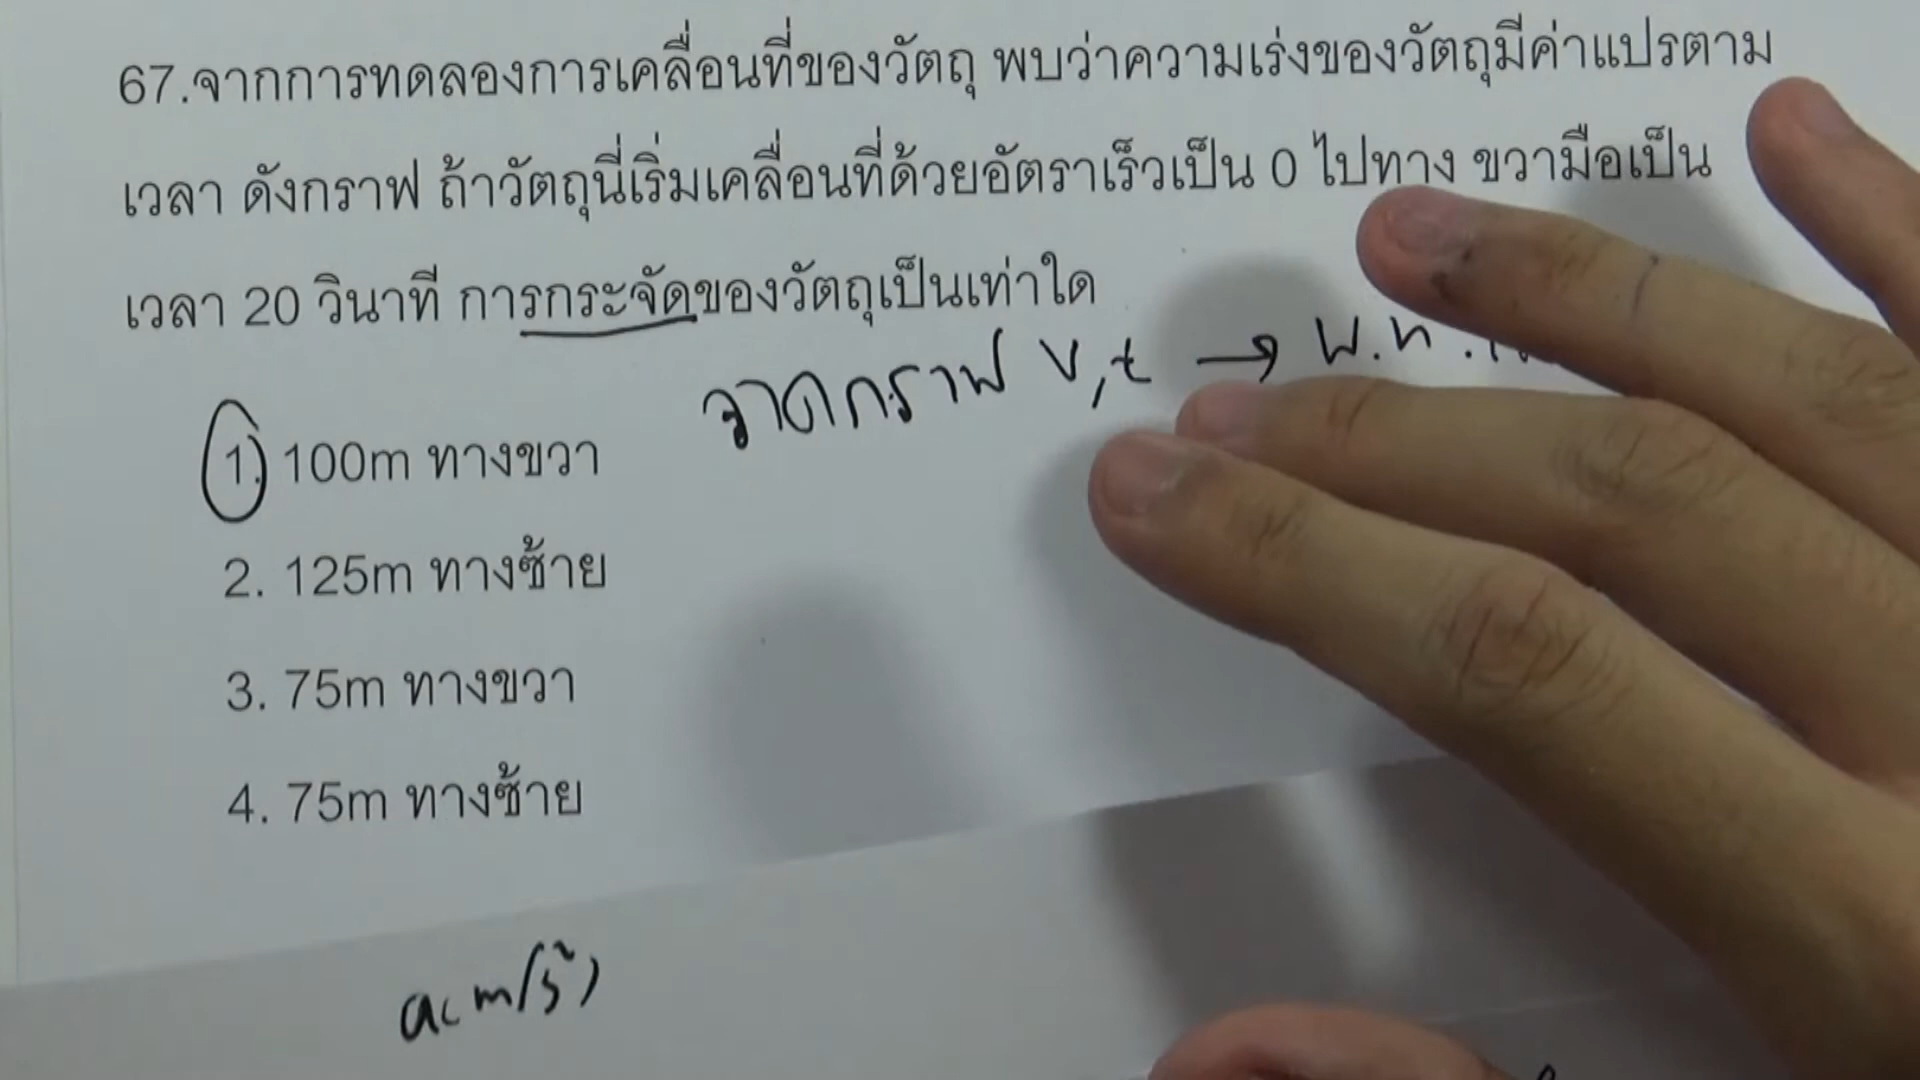 67.จากการทดลองการเคลื่อนที่ของวัตถุ พบว่าความเร่งของวัตถุมีค่าแปรตาม
เวลา ดังกราฟ ถ้าวัตถุนี่เริ่มเคลื่อนที่ด้วยอัตราเร็วเป็น 0 ไปทาง ขวามือเป็น
เวลา 20 วินาที การกระจัดของวัตถุเป็นเท่าใด
วาดกราฟ v,t → พ.ท.
1. 100m ทางขวา
2. 125m ทางซ้าย
3. 75m ทางขวา
4. 75m ทางซ้าย
a(m/s²)